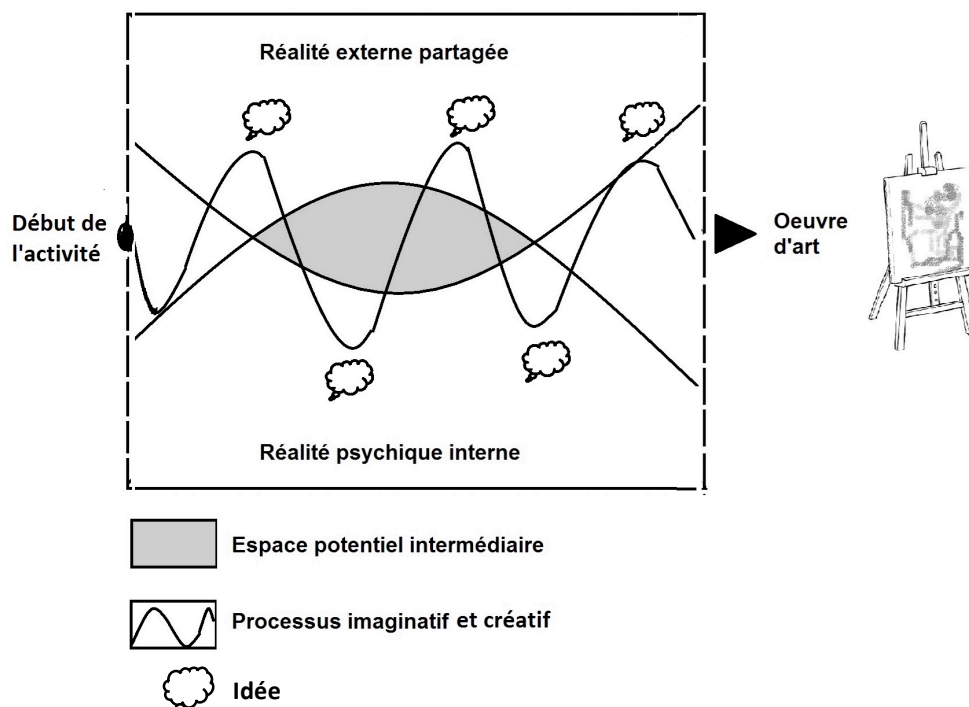 Réalité externe partagée
Début de
l'activité
Oeuvre
d'art
Réalité psychique interne
Espace potentiel intermédiaire
Processus imaginatif et créatif
Idée